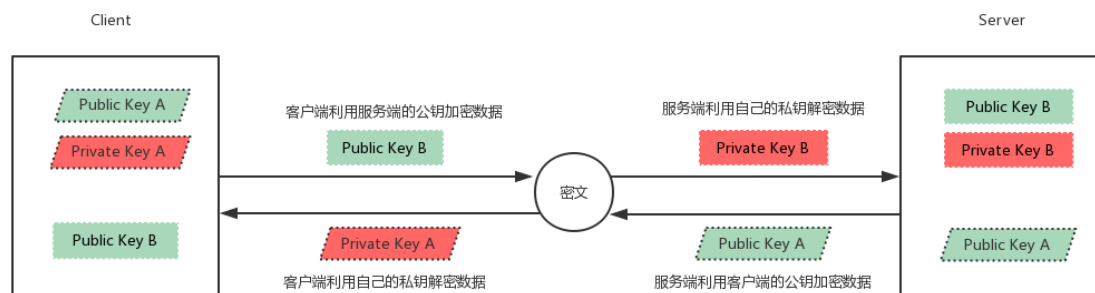 Client
Server
Public Key A
Private Key A
Public Key B
客户端利用服务端的公钥加密数据
Public Key B
服务端利用自己的私钥解密数据
Private Key B
密文
Private Key A
客户端利用自己的私钥解密数据
Public Key A
服务端利用客户端的公钥加密数据
Public Key B
Private Key B
Public Key A